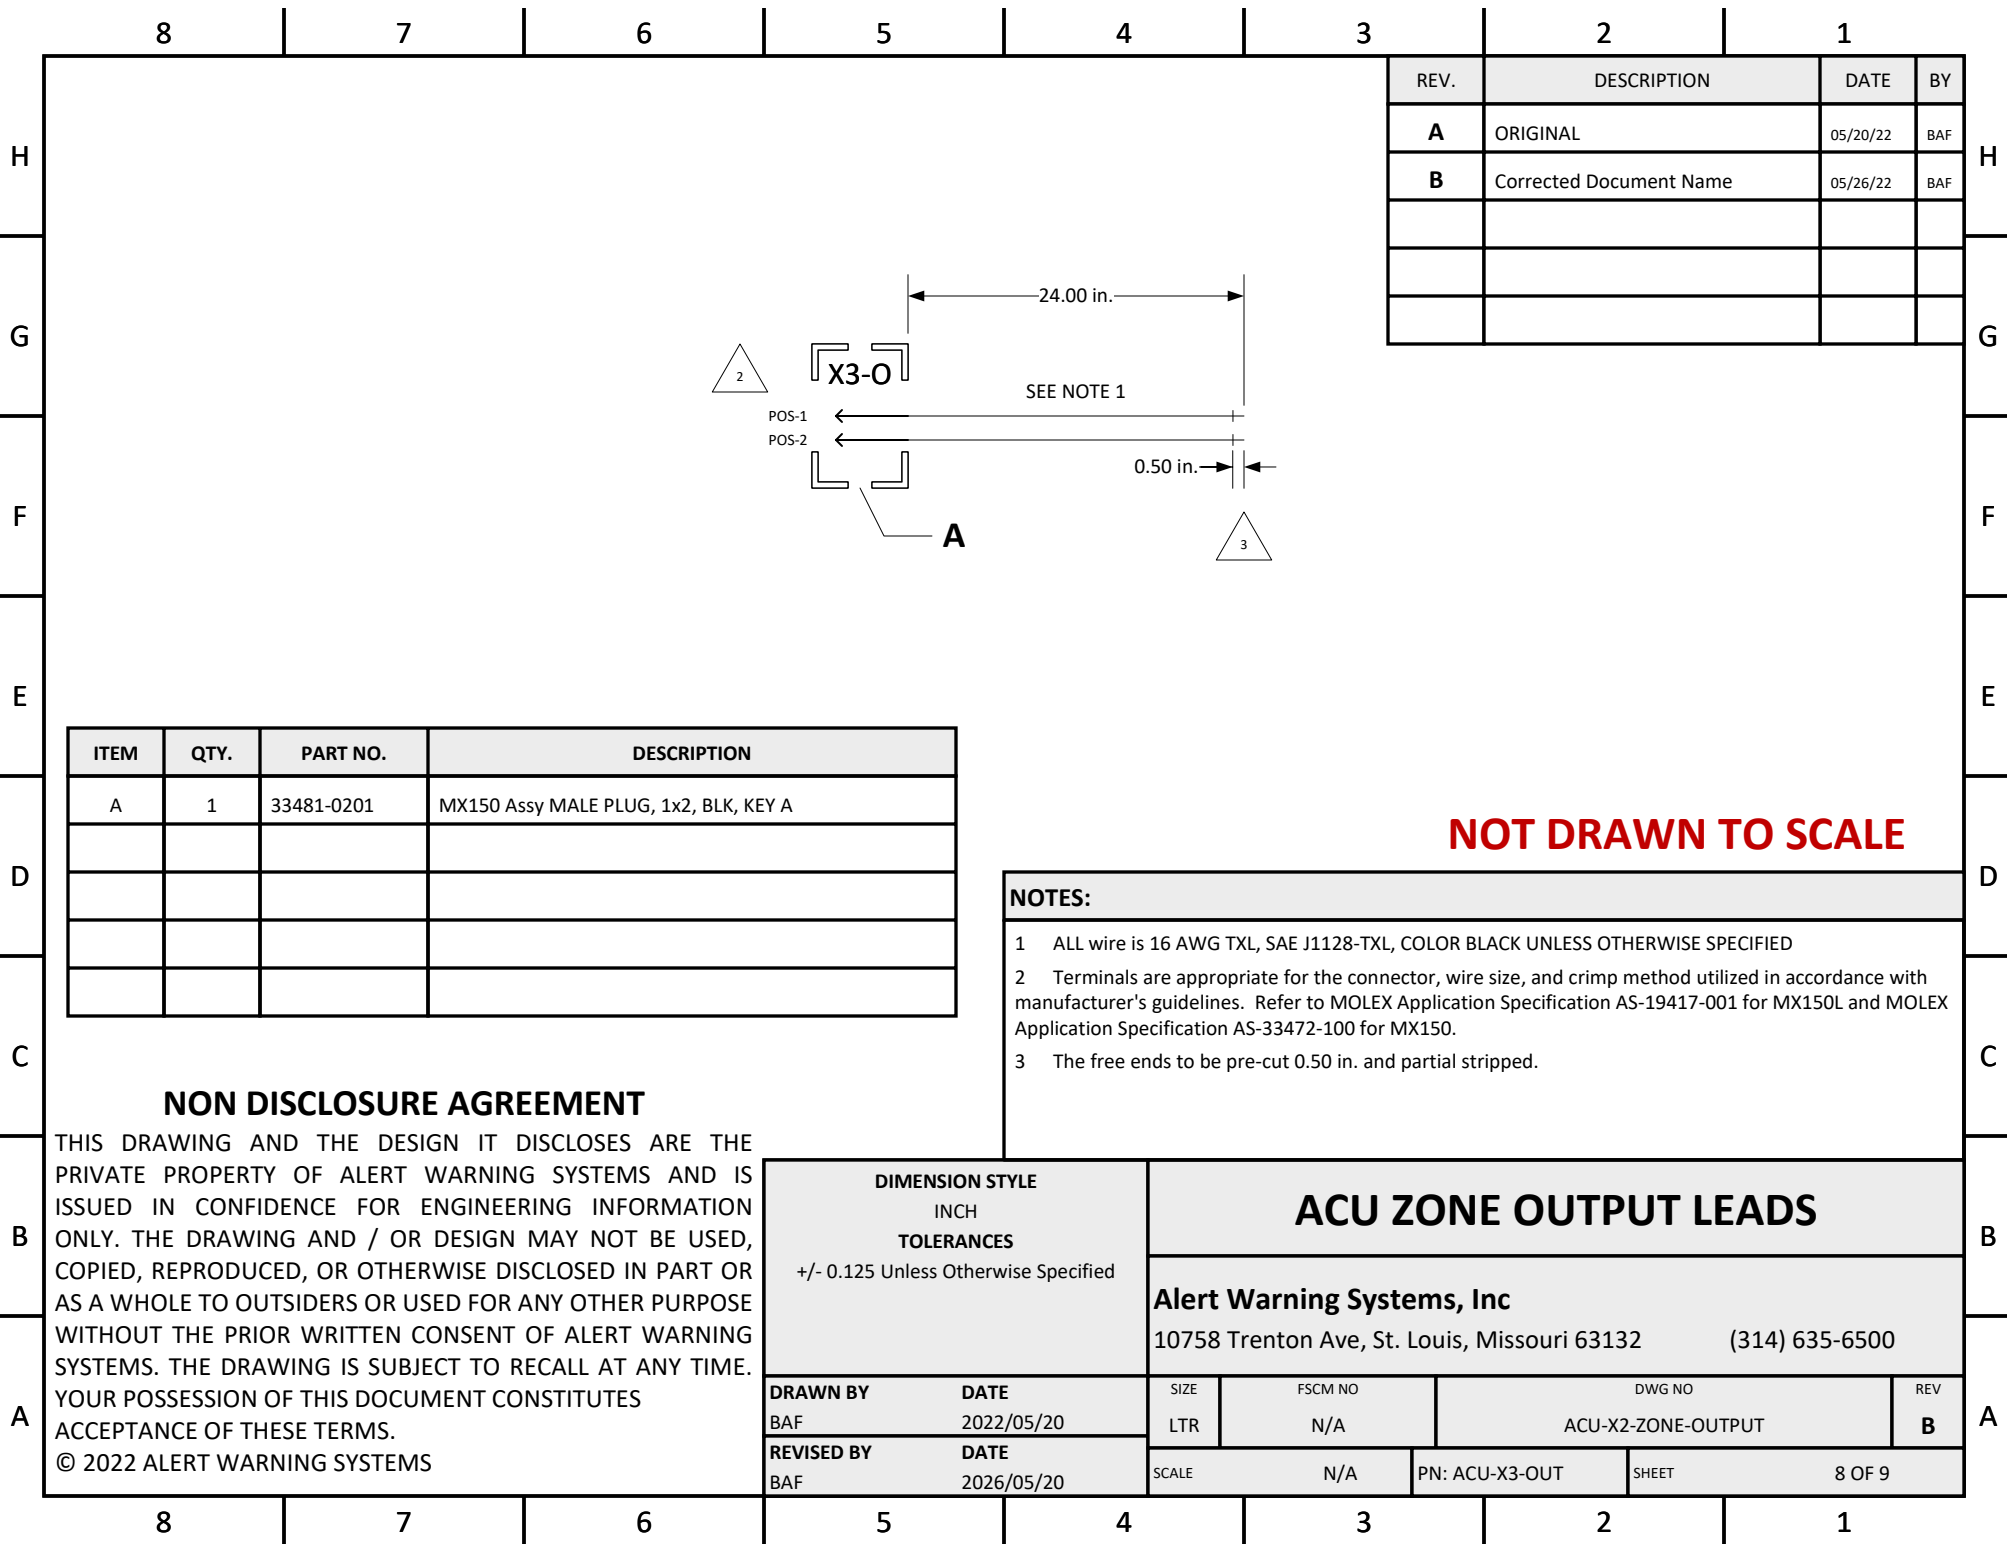 8 7 6 5 4 3 2 1
REV. DESCRIPTION DATE BY
A ORIGINAL 05/20/22 BAF
B Corrected Document Name 05/26/22 BAF
H H
24.00 in.
G G
2
X3-O
SEE NOTE 1
POS-1
POS-2
0.50 in.
F F
A
3
E E
ITEM QTY. PART NO. DESCRIPTION
A 1 33481-0201 MX150 Assy MALE PLUG, 1x2, BLK, KEY A
NOT DRAWN TO SCALE
D D
NOTES:
1 ALL wire is 16 AWG TXL, SAE J1128-TXL, COLOR BLACK UNLESS OTHERWISE SPECIFIED
2 Terminals are appropriate for the connector, wire size, and crimp method utilized in accordance with
manufacturer's guidelines. Refer to MOLEX Application Specification AS-19417-001 for MX150L and MOLEX
Application Specification AS-33472-100 for MX150.
3 The free ends to be pre-cut 0.50 in. and partial stripped.
C C
NON DISCLOSURE AGREEMENT
THIS DRAWING AND THE DESIGN IT DISCLOSES ARE THE
PRIVATE PROPERTY OF ALERT WARNING SYSTEMS AND IS
ISSUED IN CONFIDENCE FOR ENGINEERING INFORMATION
ONLY. THE DRAWING AND / OR DESIGN MAY NOT BE USED,
COPIED, REPRODUCED, OR OTHERWISE DISCLOSED IN PART OR
AS A WHOLE TO OUTSIDERS OR USED FOR ANY OTHER PURPOSE
WITHOUT THE PRIOR WRITTEN CONSENT OF ALERT WARNING
SYSTEMS. THE DRAWING IS SUBJECT TO RECALL AT ANY TIME.
YOUR POSSESSION OF THIS DOCUMENT CONSTITUTES
ACCEPTANCE OF THESE TERMS.
© 2022 ALERT WARNING SYSTEMS
B B
DIMENSION STYLE
INCH
TOLERANCES
+/- 0.125 Unless Otherwise Specified
ACU ZONE OUTPUT LEADS
Alert Warning Systems, Inc
10758 Trenton Ave, St. Louis, Missouri 63132 (314) 635-6500
A A
DRAWN BY DATE
BAF 2022/05/20
REVISED BY DATE
BAF 2026/05/20
SIZE FSCM NO DWG NO REV
LTR N/A ACU-X2-ZONE-OUTPUT B
SCALE N/A PN: ACU-X3-OUT SHEET 8 OF 9
8 7 6 5 4 3 2 1